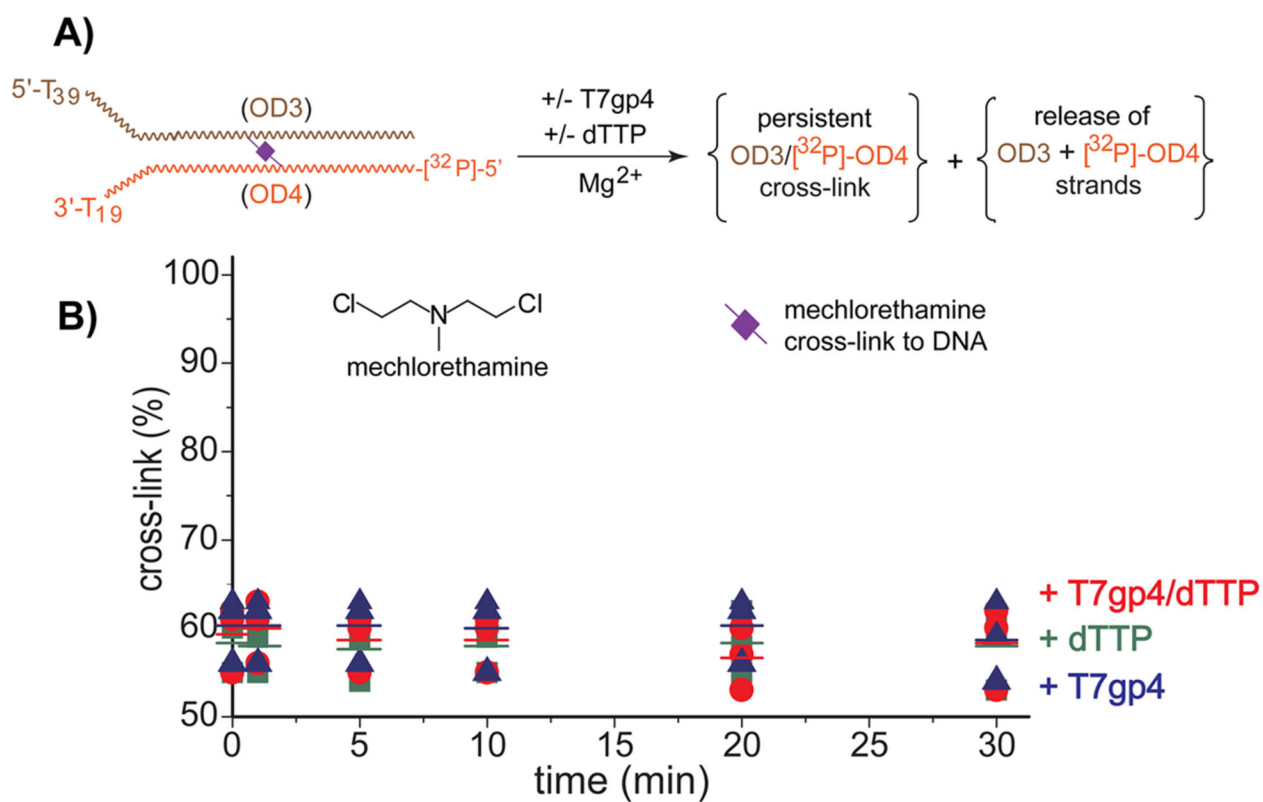 A)
5'-T39
(OD3)
(OD4)
-[32P]-5’
3'-T19
+/- T7gp4
+/- dTTP
Mg2+
persistent
OD3/[32P]-OD4
cross-link
+
release of
OD3 + [32P]-OD4
strands
B)
cross-link (%)
100
90
80
70
60
50
Cl
N
Cl
mechlorethamine
mechlorethamine
cross-link to DNA
+ T7gp4/dTTP
+ dTTP
+ T7gp4
0
5
10
15
20
25
30
time (min)